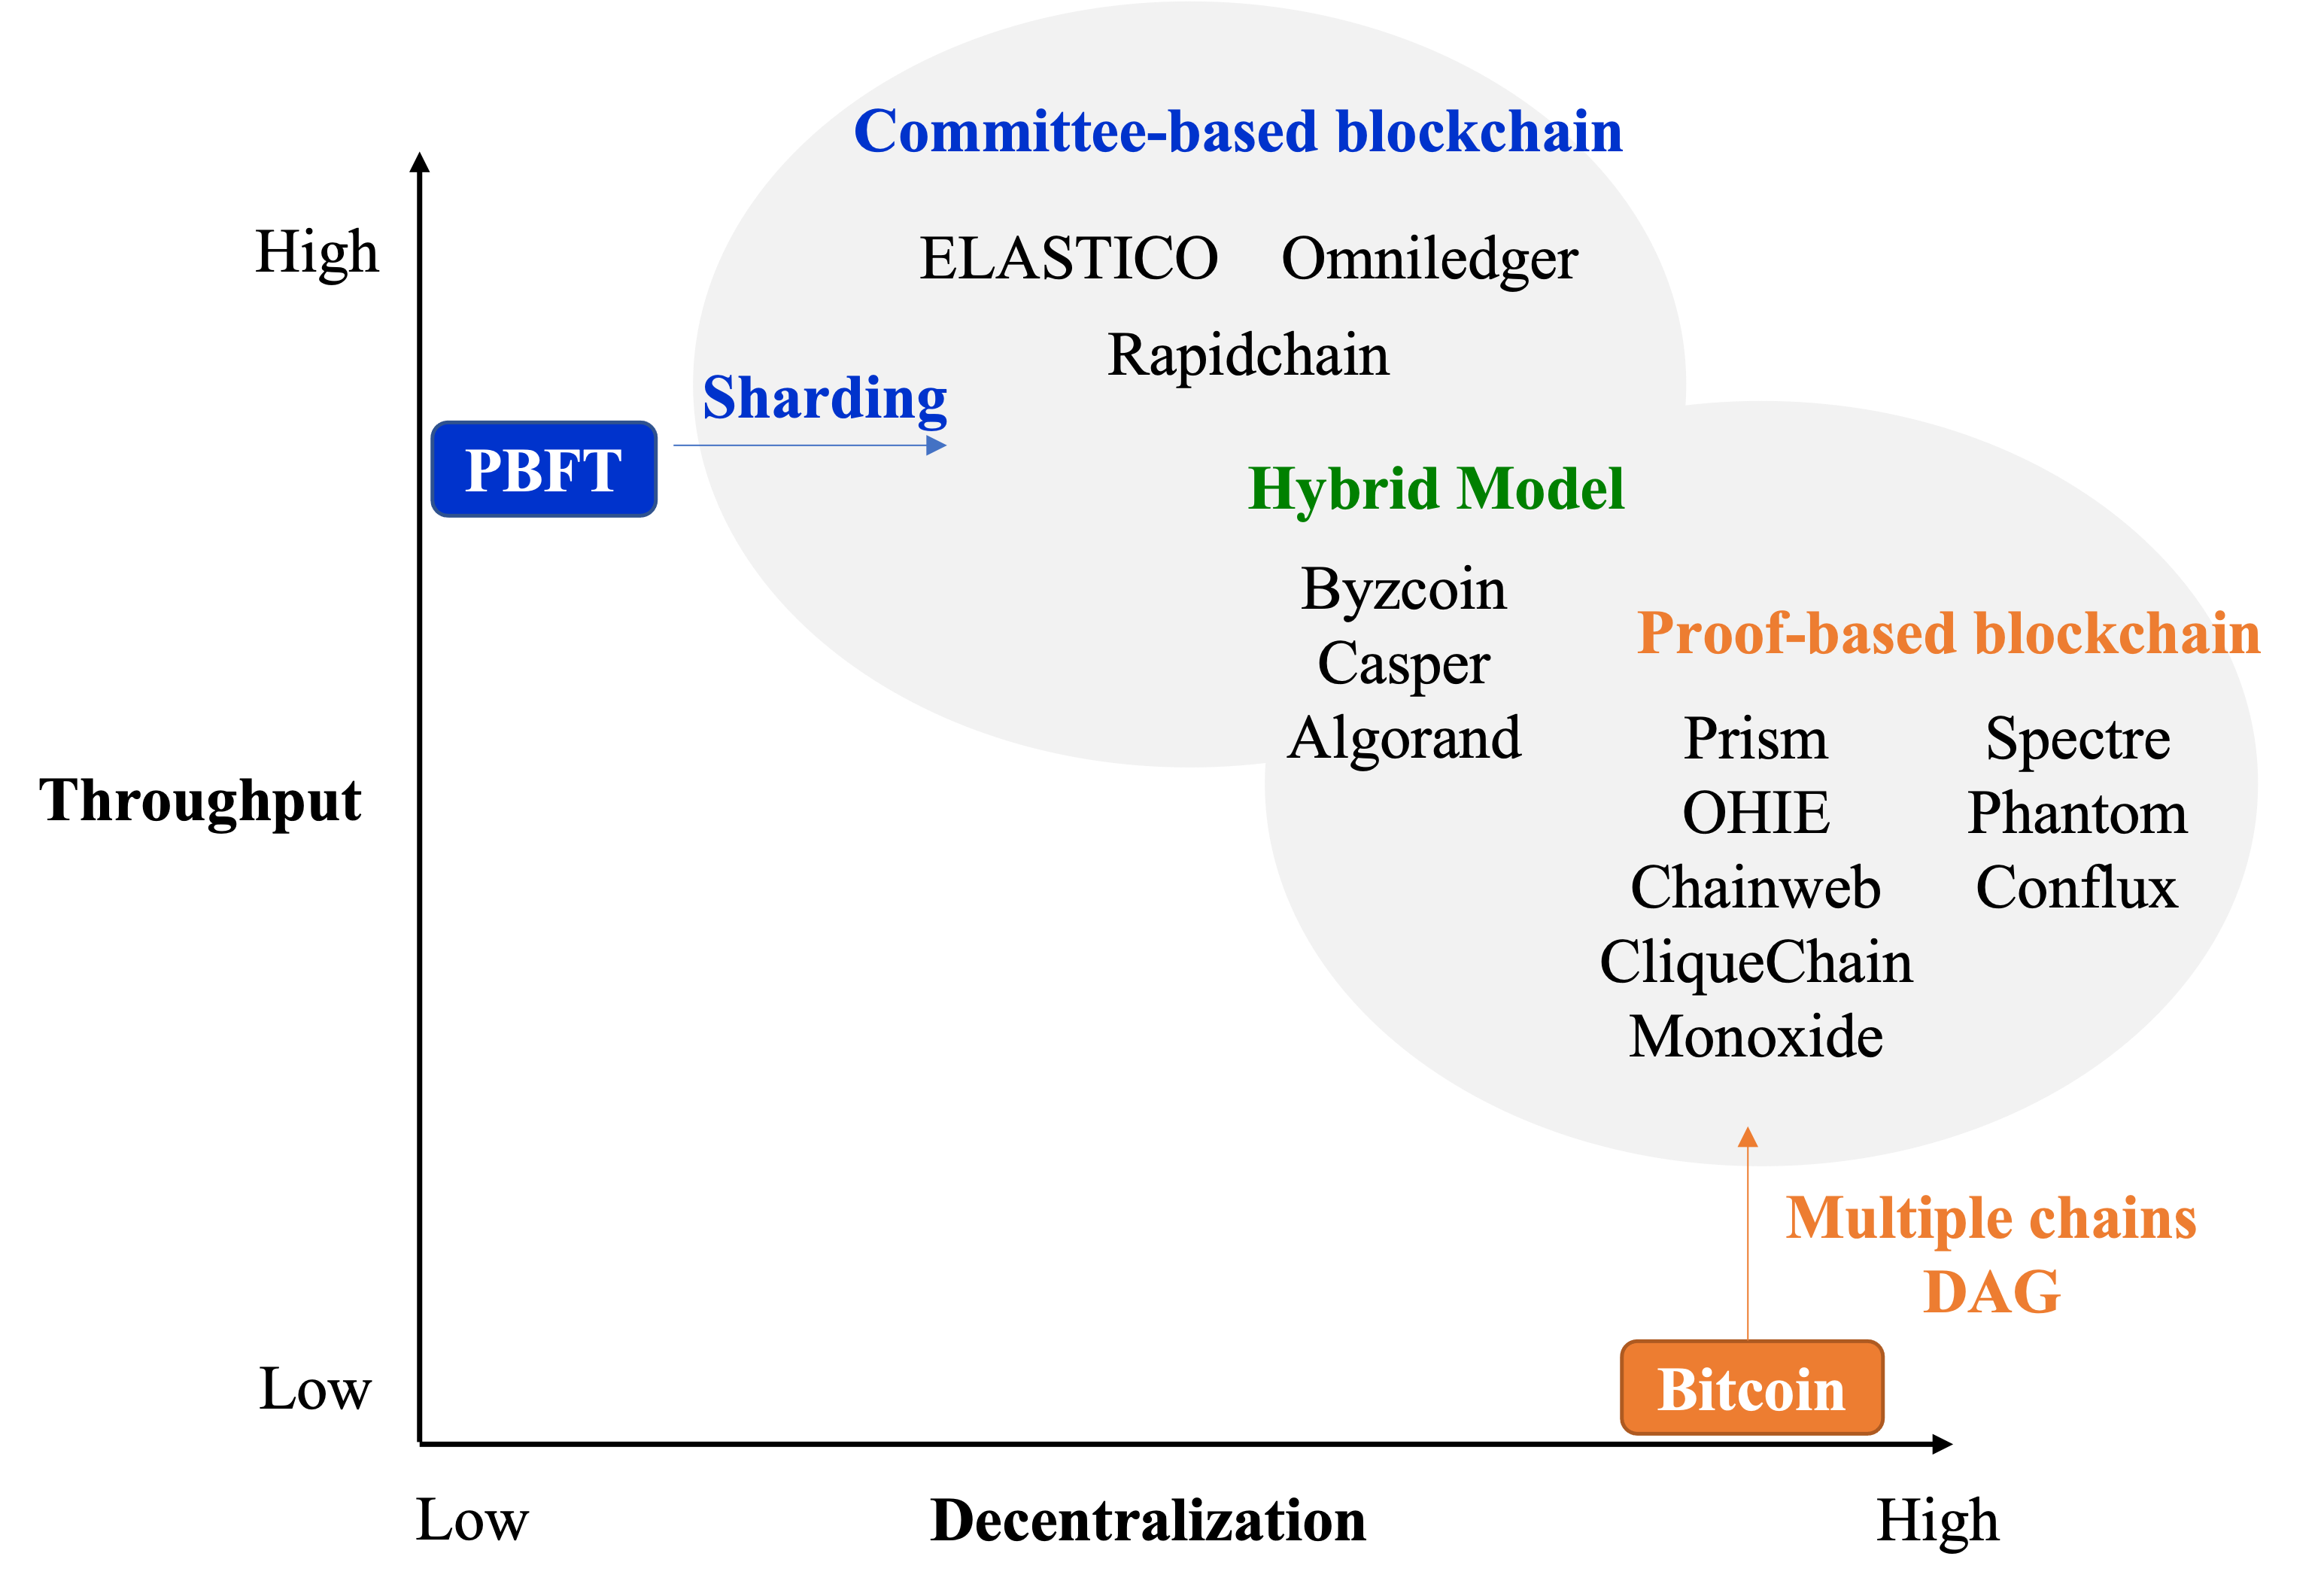 Committee-based blockchain
High
ELASTICO Omniledger
Rapidchain
Sharding
PBFT
Hybrid Model
Byzcoin
Casper
Algorand
Proof-based blockchain
Prism Spectre
OHIE Phantom
Chainweb Conflux
CliqueChain
Monoxide
Throughput
Multiple chains
DAG
Bitcoin
Low
Low Decentralization High